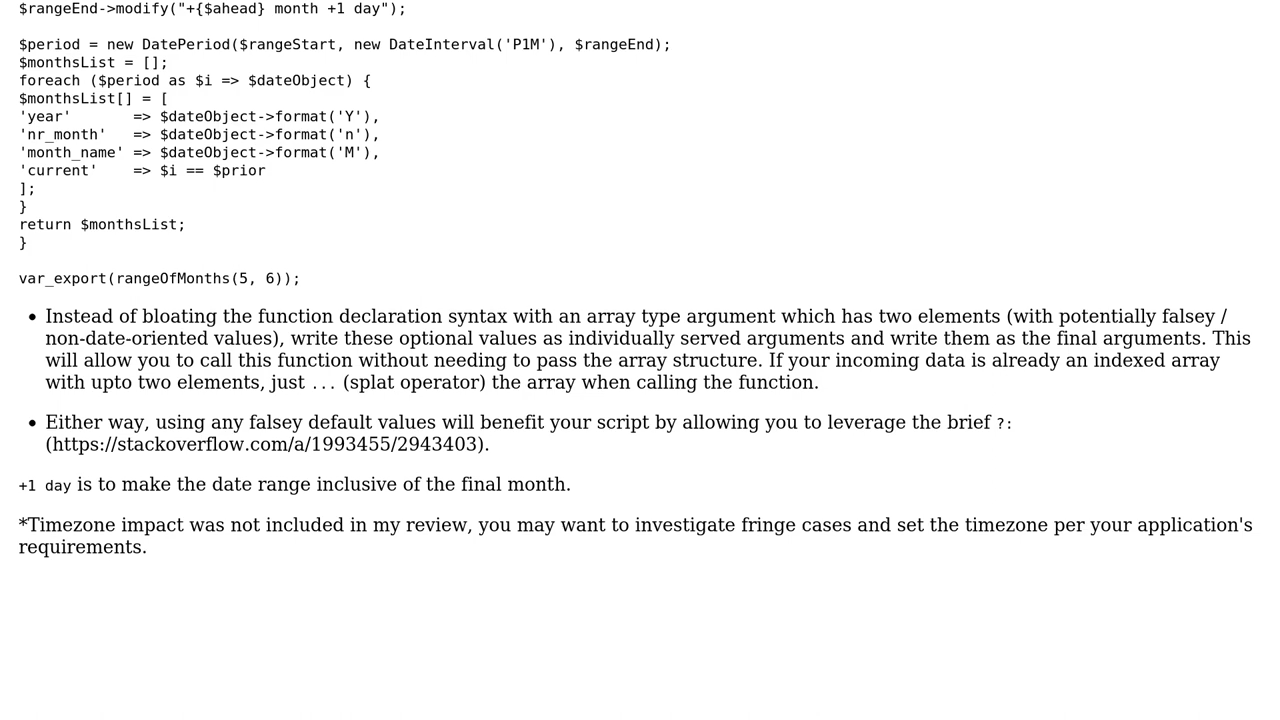 $rangeEnd->modify("+{$ahead} month +1 day");
$period = new DatePeriod($rangeStart, new DateInterval('P1M'), $rangeEnd);
$monthsList = [];
foreach ($period as $i => $dateObject) {
$monthsList[] = [
'year'       => $dateObject->format('Y'),
'nr_month'   => $dateObject->format('n'),
'month_name' => $dateObject->format('M'),
'current'    => $i == $prior
];
}
return $monthsList;
}
var_export(rangeOfMonths(5, 6));
• Instead of bloating the function declaration syntax with an array type argument which has two elements (with potentially falsey /
non-date-oriented values), write these optional values as individually served arguments and write them as the final arguments. This
will allow you to call this function without needing to pass the array structure. If your incoming data is already an indexed array
with upto two elements, just ... (splat operator) the array when calling the function.
• Either way, using any falsey default values will benefit your script by allowing you to leverage the brief ?:
(https://stackoverflow.com/a/1993455/2943403).
+1 day is to make the date range inclusive of the final month.
*Timezone impact was not included in my review, you may want to investigate fringe cases and set the timezone per your application's
requirements.